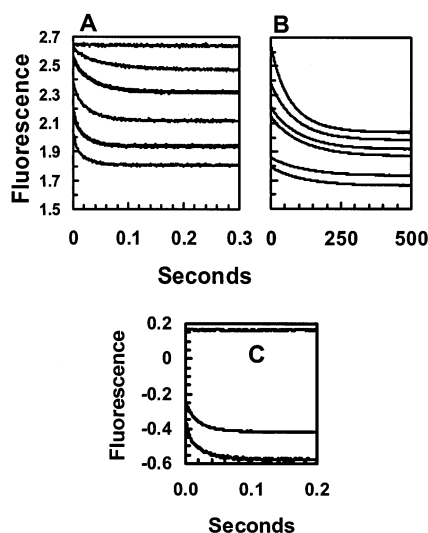 A
B
2.7
2.5
2.3
2.1
1.9
1.7
1.5
Fluorescence
0 0.1 0.2 0.3
0 250 500
Seconds
C
0.2
0
-0.2
-0.4
-0.6
Fluorescence
0.0 0.1 0.2
Seconds